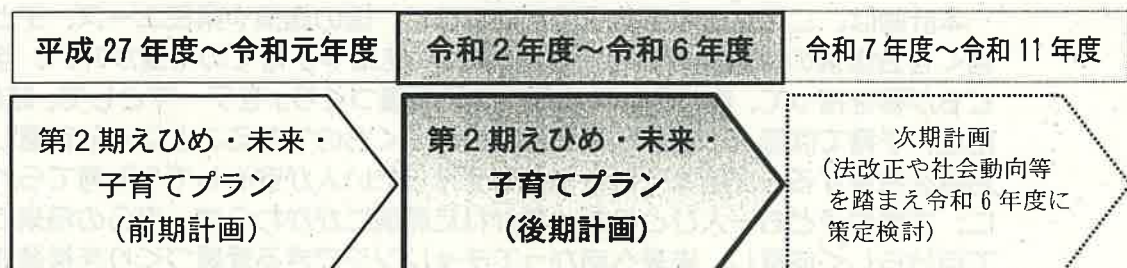 平成27年度～令和元年度
令和2年度～令和6年度
令和7年度～令和11年度
第2期えひめ・未来・
子育てプラン
(前期計画)
第2期えひめ・未来・
子育てプラン
(後期計画)
次期計画
(法改正や社会動向等
を踏まえ令和6年度に
策定検討)